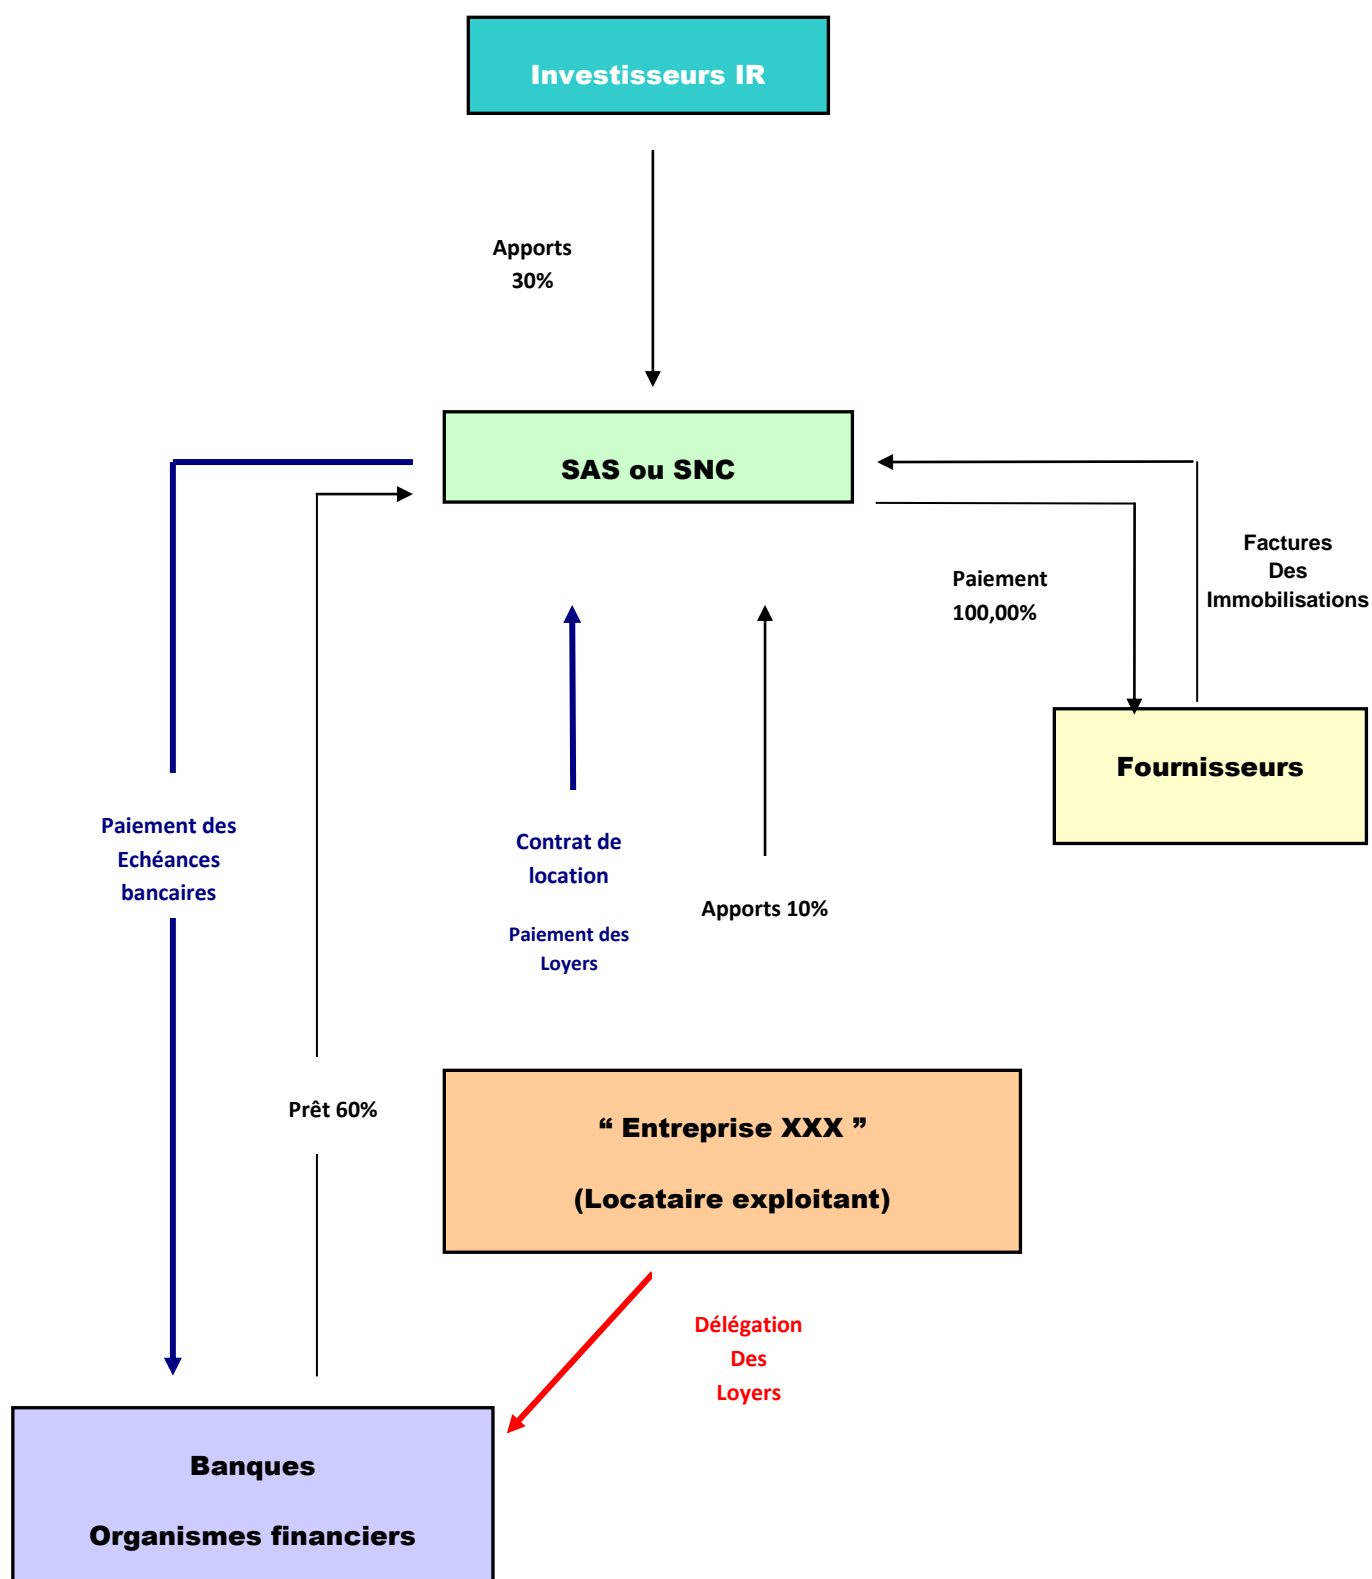 Investisseurs IR
Apports
30%
SAS ou SNC
Factures
Des
Immobilisations
Paiement
100,00%
Fournisseurs
Paiement des
Echéances
bancaires
Contrat de
location
Paiement des
Loyers
Apports 10%
Prêt 60%
“ Entreprise XXX ”
(Locataire exploitant)
Délégation
Des
Loyers
Banques
Organismes financiers